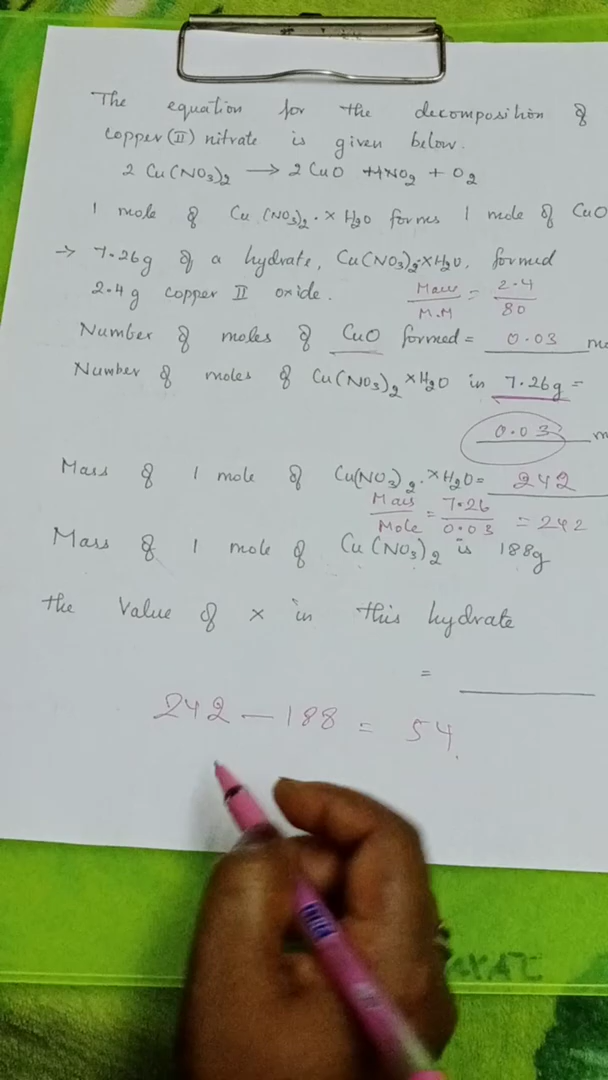 The equation for the decomposition of
copper(II) nitrate is given below.
2 Cu(NO₃)₂ → 2 CuO + 4NO₂ + O₂
1 mole of Cu(NO₃)₂·xH₂O forms 1 mole of CuO
→ 7.26g of a hydrate, Cu(NO₃)₂·xH₂O, formed
2.4g copper II oxide. Mass/M.M = 2.4/80
Number of moles of CuO formed = 0.03
Number of moles of Cu(NO₃)₂ xH₂O in 7.26g =
0.03
Mass of 1 mole of Cu(NO₃)₂.xH₂O = 242
Mass/Mole = 7.26/0.03 = 242
Mass of 1 mole of Cu(NO₃)₂ is 188g
the Value of x in this hydrate
=
242 — 188 = 54.